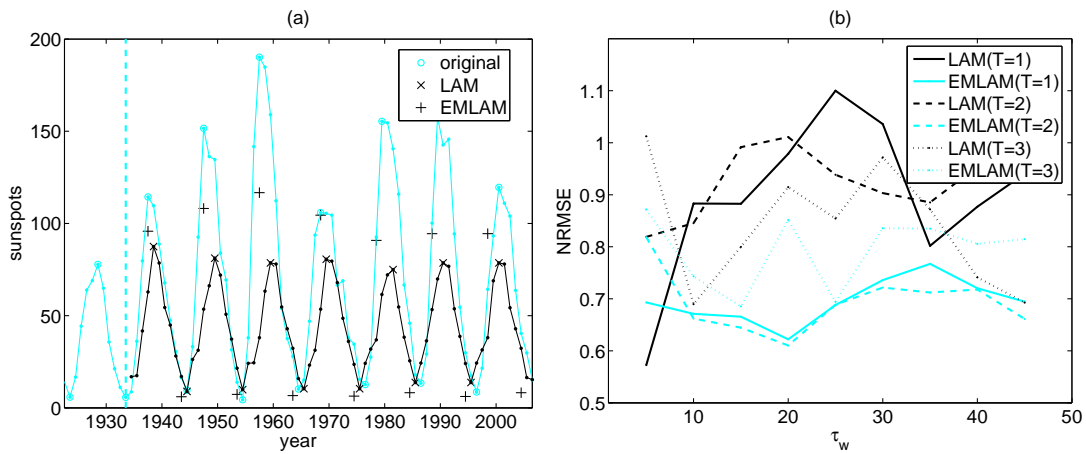 (a)
200
150
100
50
0
sunspots
original
LAM
EMLAM
1930 1940 1950 1960 1970 1980 1990 2000
year
(b)
1.1
1
0.9
0.8
0.7
0.6
0.5
NRMSE
LAM(T=1)
EMLAM(T=1)
LAM(T=2)
EMLAM(T=2)
LAM(T=3)
EMLAM(T=3)
10 20 30 40 50
τw